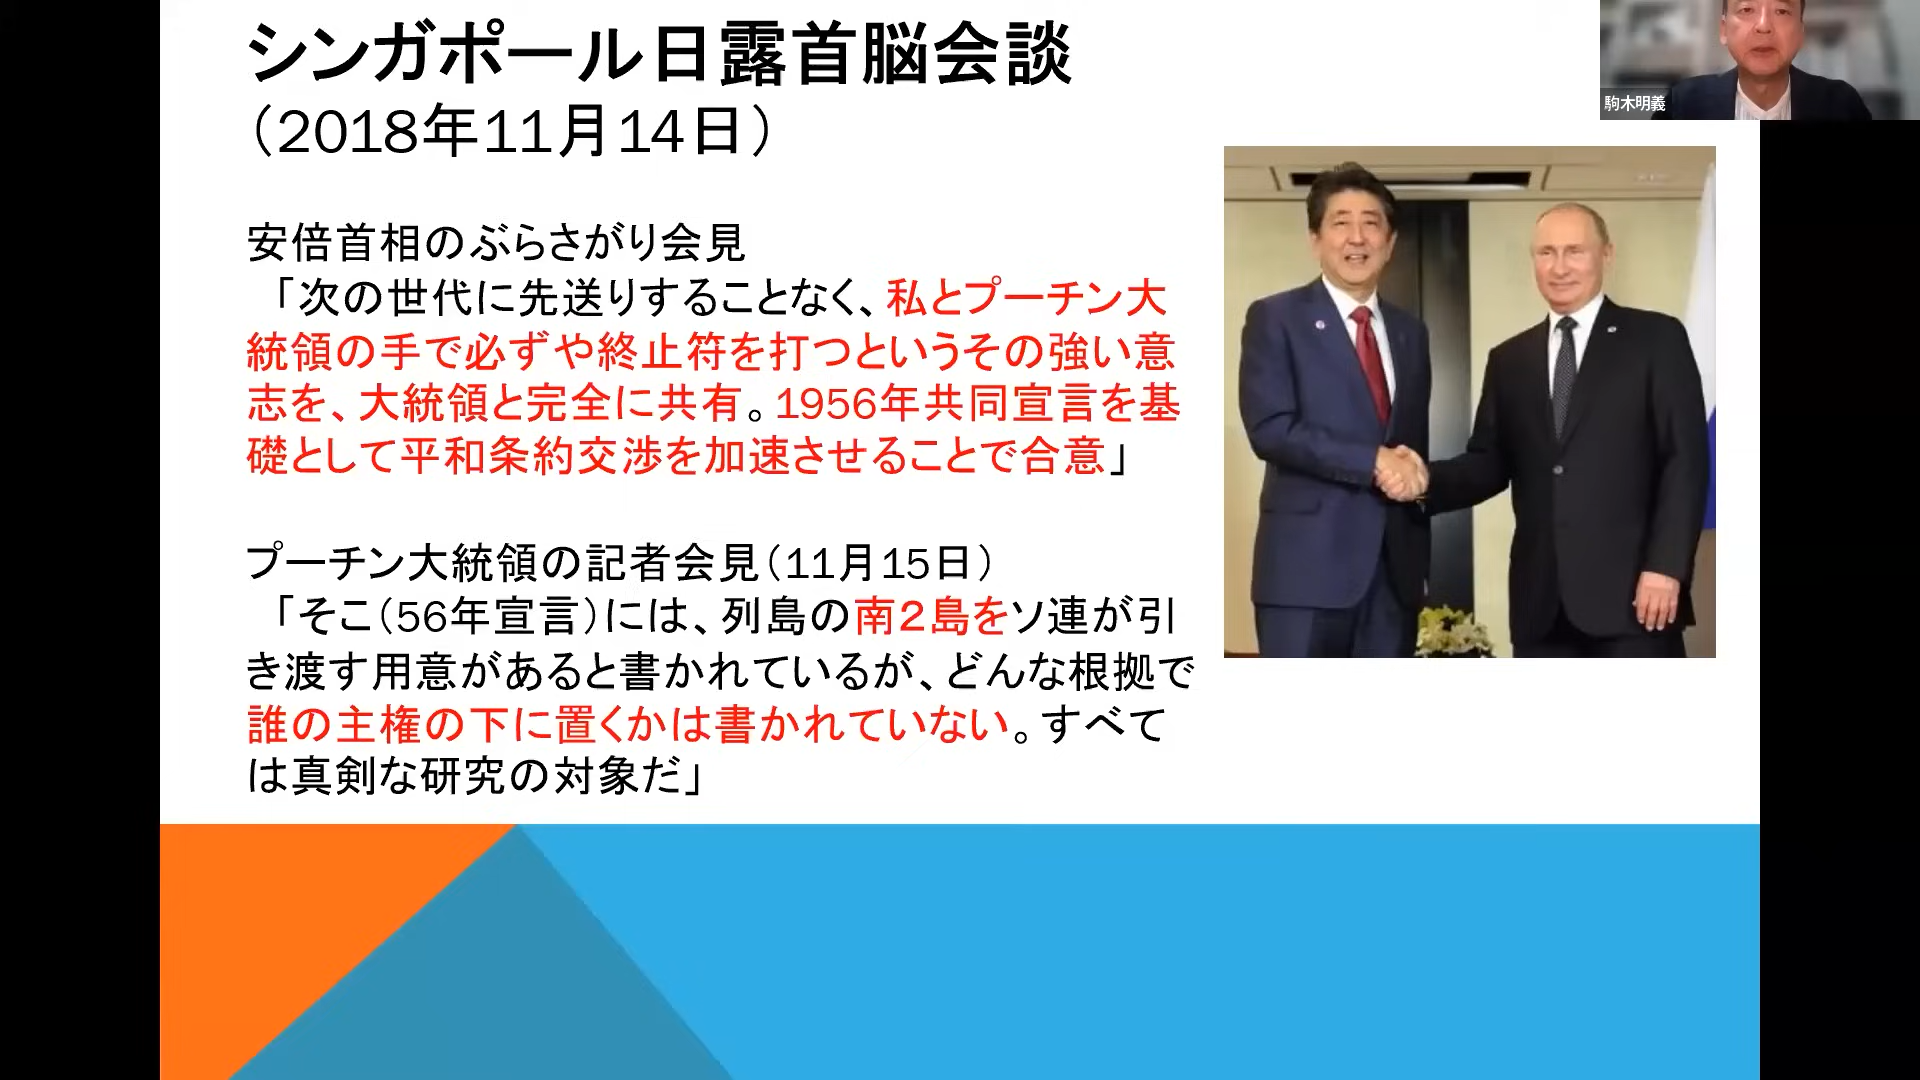 シンガポール日露首脳会談
（2018年11月14日）
駒木明義
安倍首相のぶらさがり会見
「次の世代に先送りすることなく、私とプーチン大
統領の手で必ずや終止符を打つというその強い意
志を、大統領と完全に共有。1956年共同宣言を基
礎として平和条約交渉を加速させることで合意」
プーチン大統領の記者会見（11月15日）
「そこ（56年宣言）には、列島の南２島をソ連が引
き渡す用意があると書かれているが、どんな根拠で
誰の主権の下に置くかは書かれていない。すべて
は真剣な研究の対象だ」